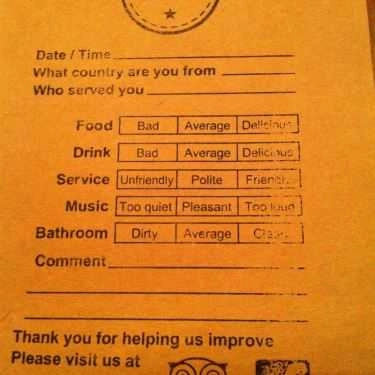 Date / Time
What country are you from
Who served you
Food Bad Average Delicious
Drink Bad Average Delicious
Service Unfriendly Polite Friendly
Music Too quiet Pleasant Too loud
Bathroom Dirty Average Clean
Comment
Thank you for helping us improve
Please visit us at